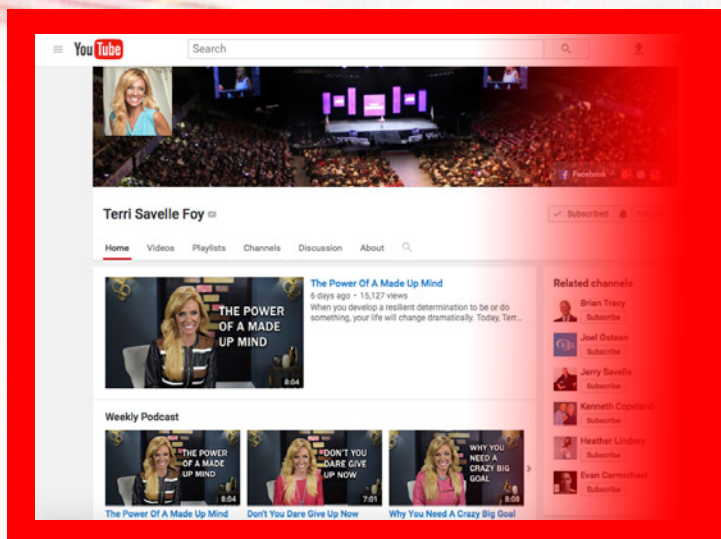 YouTube
Search
Facebook
Terri Savelle Foy
Subscribed
Home Videos Playlists Channels Discussion About
THE POWER
OF A MADE
UP MIND
8:04
The Power Of A Made Up Mind
6 days ago • 15,127 views
When you develop a resilient determination to be or do
something, your life will change dramatically. Today, Terr...
Related channels
Brian Tracy
Subscribe
Joel Osteen
Subscribe
Jerry Savelle
Subscribe
Kenneth Copeland
Subscribe
Heather Lindsey
Subscribe
Evan Carmichael
Subscribe
Weekly Podcast
THE POWER
OF A MADE
UP MIND
8:04
The Power Of A Made Up Mind
DON'T YOU
DARE GIVE
UP NOW
7:01
Don't You Dare Give Up Now
WHY YOU
NEED A
CRAZY BIG
GOAL
8:08
Why You Need A Crazy Big Goal